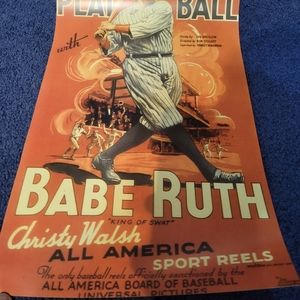 PLAY BALL
with
BABE RUTH
"KING OF SWAT"
Christy Walsh
ALL AMERICA
SPORT REELS
The only baseball reels officially sanctioned by the
ALL AMERICA BOARD OF BASEBALL
UNIVERSAL PICTURES